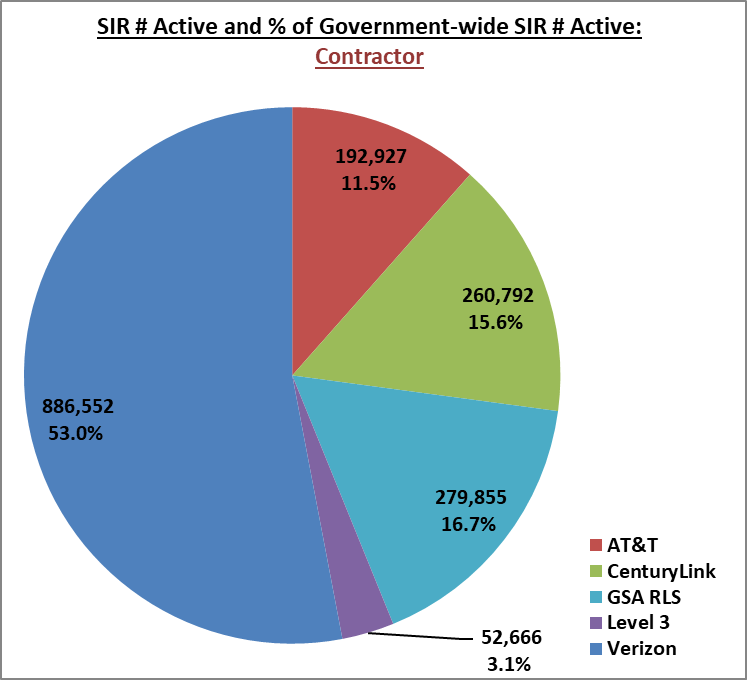 SIR # Active and % of Government-wide SIR # Active:
Contractor
192,927
11.5%
260,792
15.6%
886,552
53.0%
279,855
16.7%
52,666
3.1%
AT&T
CenturyLink
GSA RLS
Level 3
Verizon